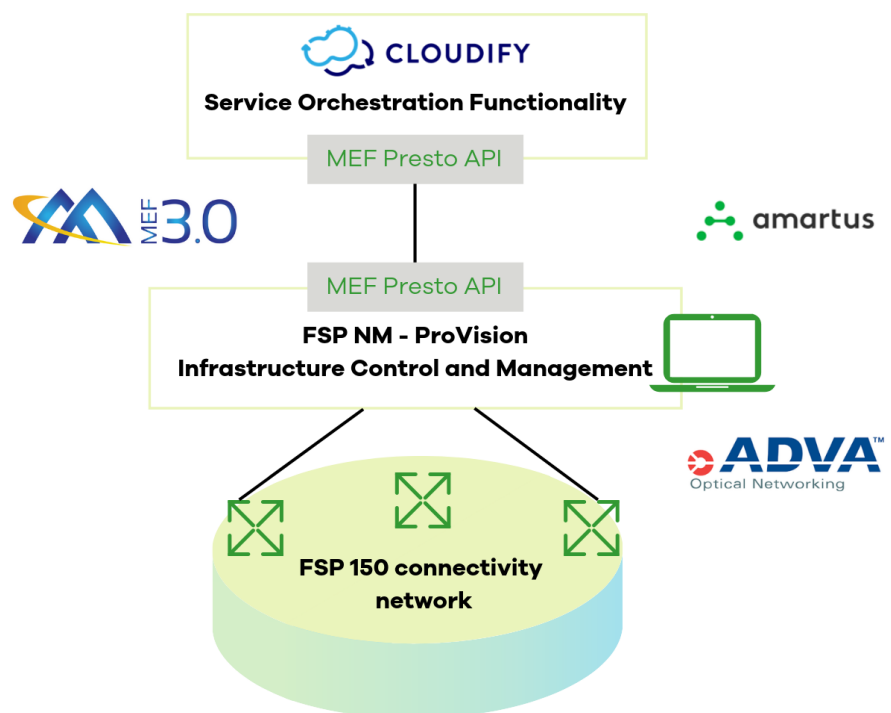 CLOUDIFY
Service Orchestration Functionality
MEF Presto API
MEF 3.0
amartus
MEF Presto API
FSP NM - ProVision
Infrastructure Control and Management
ADVA™
Optical Networking
FSP 150 connectivity
network